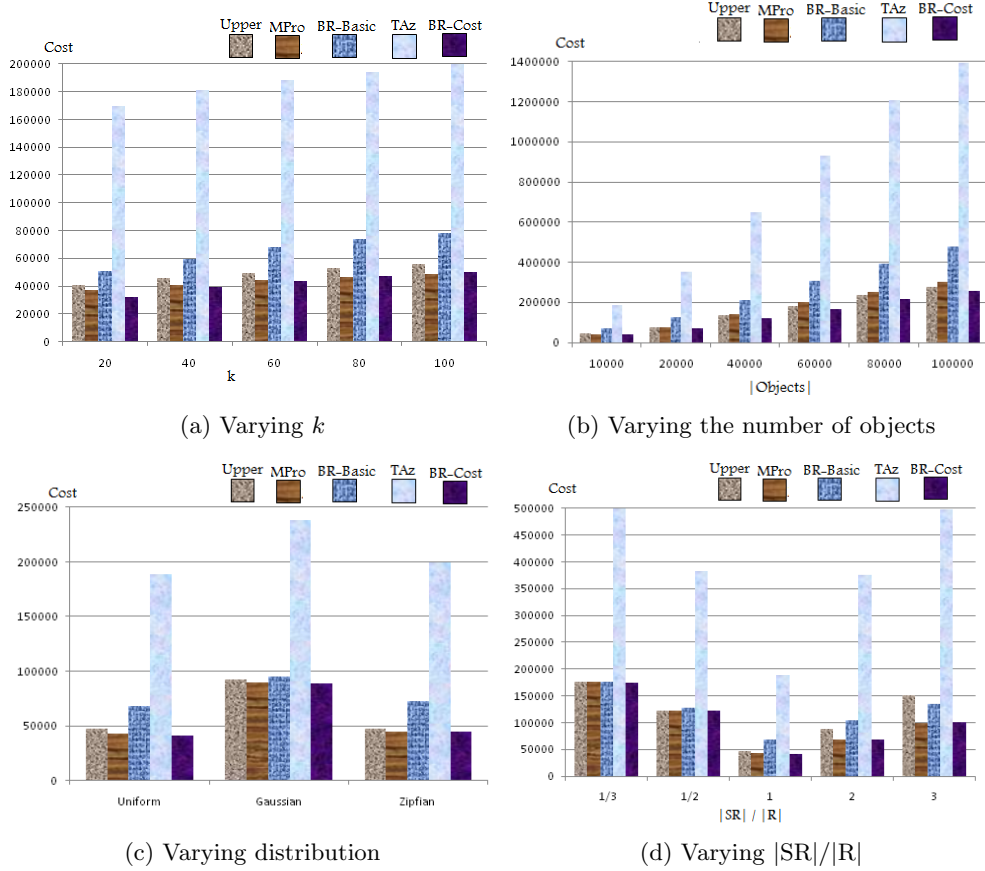 Upper MPro BR-Basic TAz BR-Cost
Cost
200000
180000
160000
140000
120000
100000
80000
60000
40000
20000
0
20 40 60 80 100
k
(a) Varying k
Upper MPro BR-Basic TAz BR-Cost
Cost
1400000
1200000
1000000
800000
600000
400000
200000
0
10000 20000 40000 60000 80000 100000
|Objects|
(b) Varying the number of objects
Upper MPro BR-Basic TAz BR-Cost
Cost
250000
200000
150000
100000
50000
0
Uniform Gaussian Zipfian
(c) Varying distribution
Upper MPro BR-Basic TAz BR-Cost
Cost
500000
450000
400000
350000
300000
250000
200000
150000
100000
50000
0
1/3 1/2 1 2 3
|SR| / |R|
(d) Varying |SR|/|R|